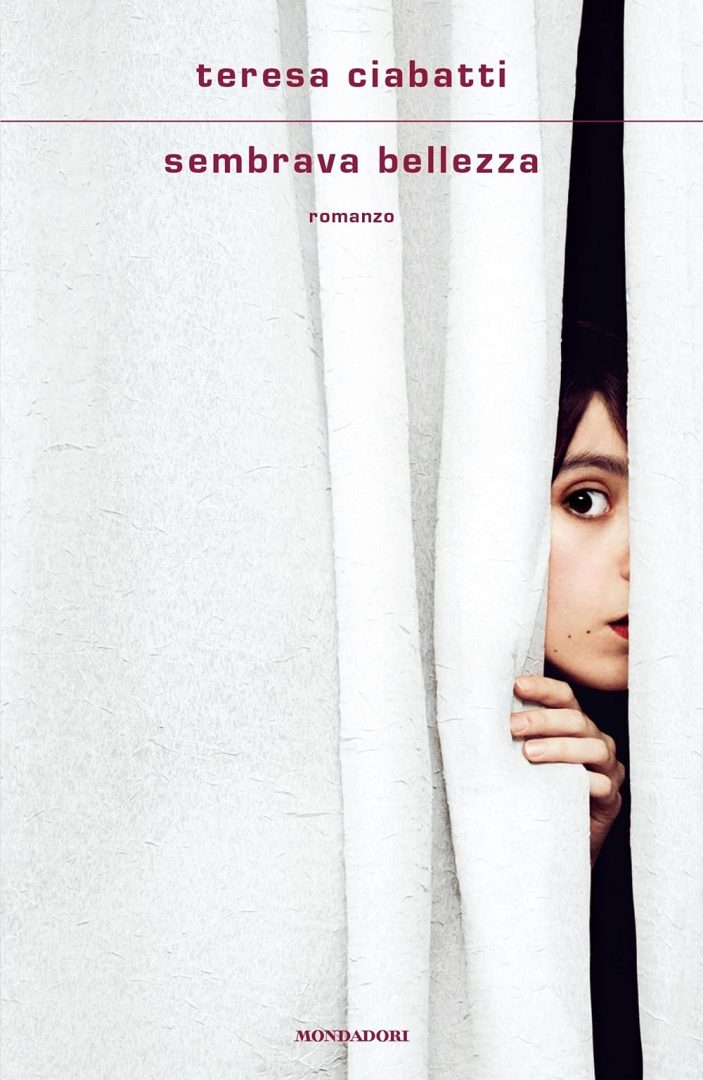 teresa ciabatti
sembrava bellezza
romanzo
MONDADORI